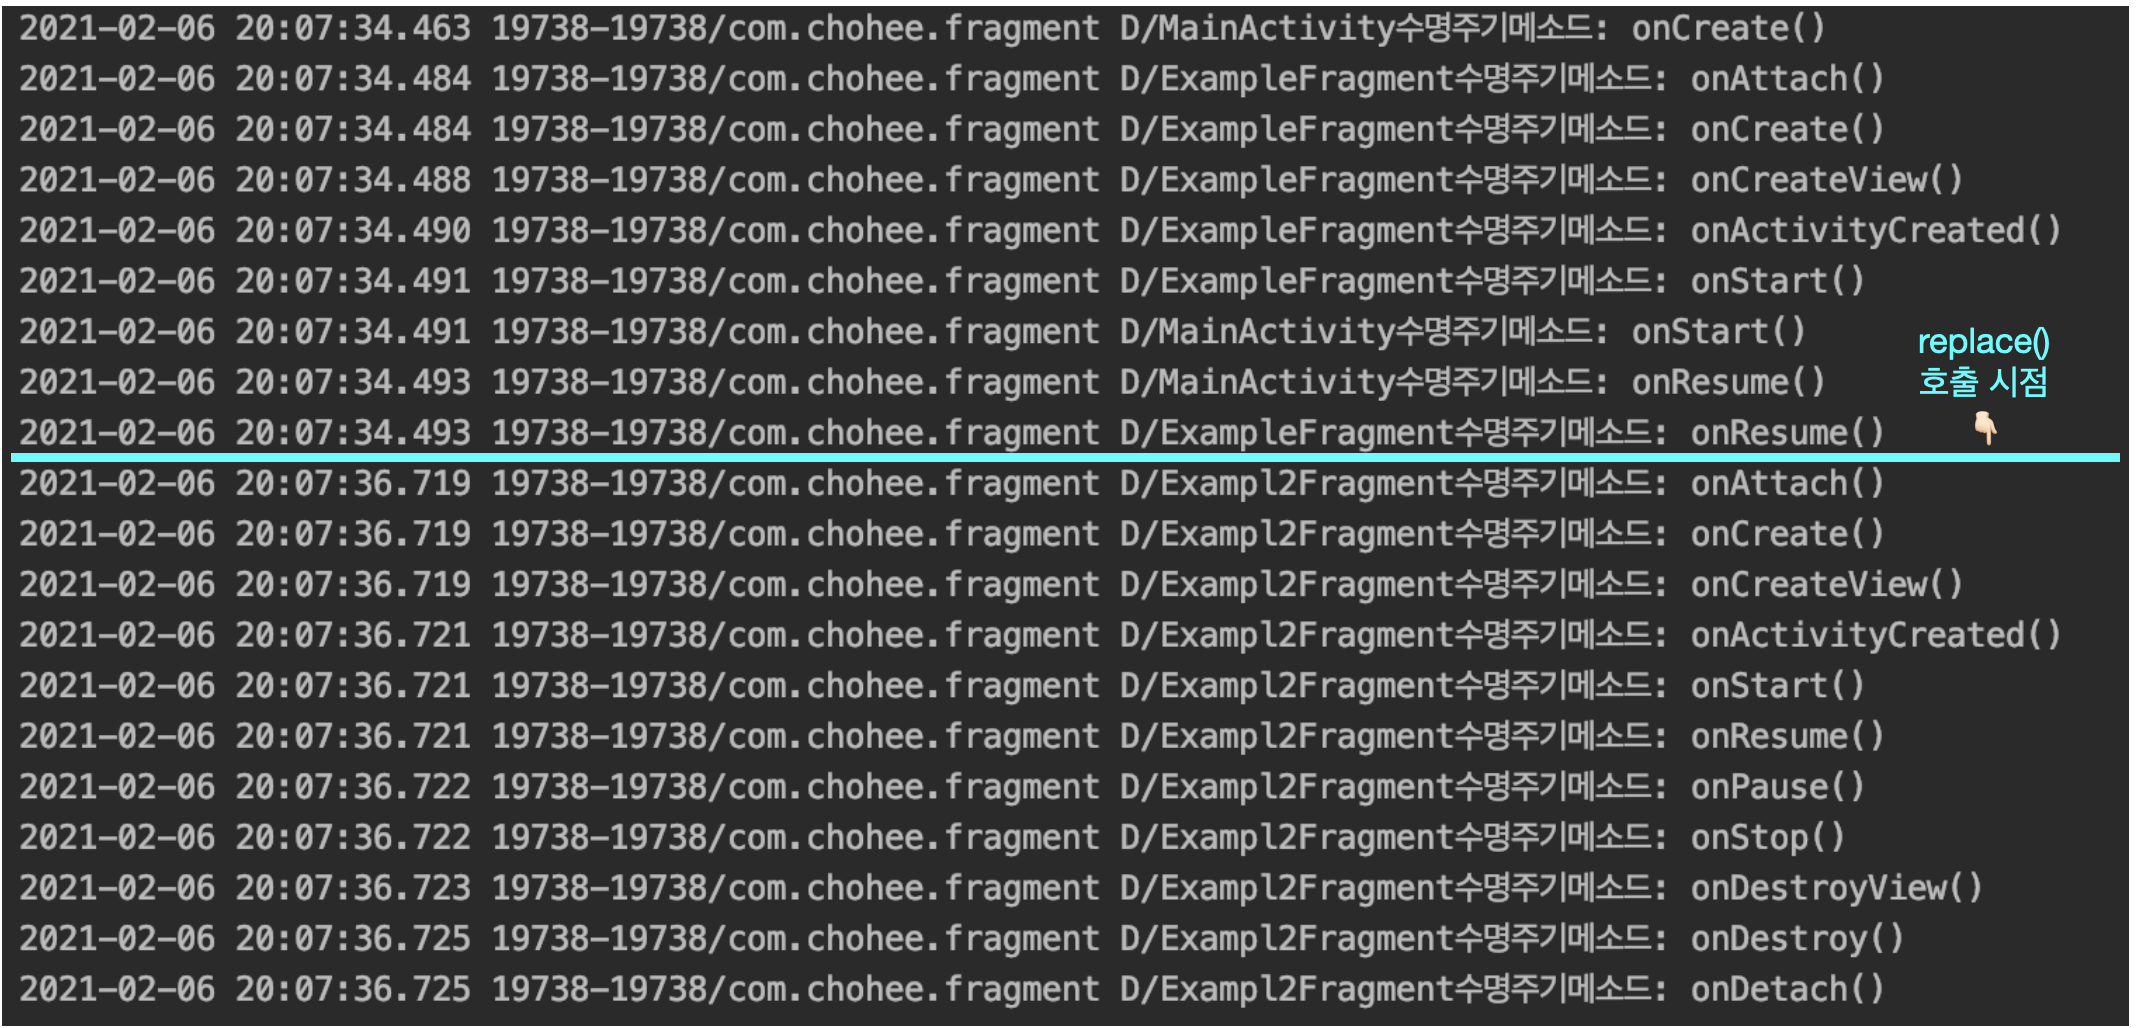 2021-02-06 20:07:34.463 19738-19738/com.chohee.fragment D/MainActivity수명주기메소드: onCreate()
2021-02-06 20:07:34.484 19738-19738/com.chohee.fragment D/ExampleFragment수명주기메소드: onAttach()
2021-02-06 20:07:34.484 19738-19738/com.chohee.fragment D/ExampleFragment수명주기메소드: onCreate()
2021-02-06 20:07:34.488 19738-19738/com.chohee.fragment D/ExampleFragment수명주기메소드: onCreateView()
2021-02-06 20:07:34.490 19738-19738/com.chohee.fragment D/ExampleFragment수명주기메소드: onActivityCreated()
2021-02-06 20:07:34.491 19738-19738/com.chohee.fragment D/ExampleFragment수명주기메소드: onStart()
2021-02-06 20:07:34.491 19738-19738/com.chohee.fragment D/MainActivity수명주기메소드: onStart()
replace()
2021-02-06 20:07:34.493 19738-19738/com.chohee.fragment D/MainActivity수명주기메소드: onResume()
호출 시점
2021-02-06 20:07:34.493 19738-19738/com.chohee.fragment D/ExampleFragment수명주기메소드: onResume()
👇🏻
2021-02-06 20:07:36.719 19738-19738/com.chohee.fragment D/Exampl2Fragment수명주기메소드: onAttach()
2021-02-06 20:07:36.719 19738-19738/com.chohee.fragment D/Exampl2Fragment수명주기메소드: onCreate()
2021-02-06 20:07:36.719 19738-19738/com.chohee.fragment D/Exampl2Fragment수명주기메소드: onCreateView()
2021-02-06 20:07:36.721 19738-19738/com.chohee.fragment D/Exampl2Fragment수명주기메소드: onActivityCreated()
2021-02-06 20:07:36.721 19738-19738/com.chohee.fragment D/Exampl2Fragment수명주기메소드: onStart()
2021-02-06 20:07:36.721 19738-19738/com.chohee.fragment D/Exampl2Fragment수명주기메소드: onResume()
2021-02-06 20:07:36.722 19738-19738/com.chohee.fragment D/Exampl2Fragment수명주기메소드: onPause()
2021-02-06 20:07:36.722 19738-19738/com.chohee.fragment D/Exampl2Fragment수명주기메소드: onStop()
2021-02-06 20:07:36.723 19738-19738/com.chohee.fragment D/Exampl2Fragment수명주기메소드: onDestroyView()
2021-02-06 20:07:36.725 19738-19738/com.chohee.fragment D/Exampl2Fragment수명주기메소드: onDestroy()
2021-02-06 20:07:36.725 19738-19738/com.chohee.fragment D/Exampl2Fragment수명주기메소드: onDetach()